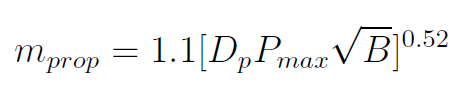 m_{prop} = 1.1[D_p P_{max} \sqrt{B}]^{0.52}